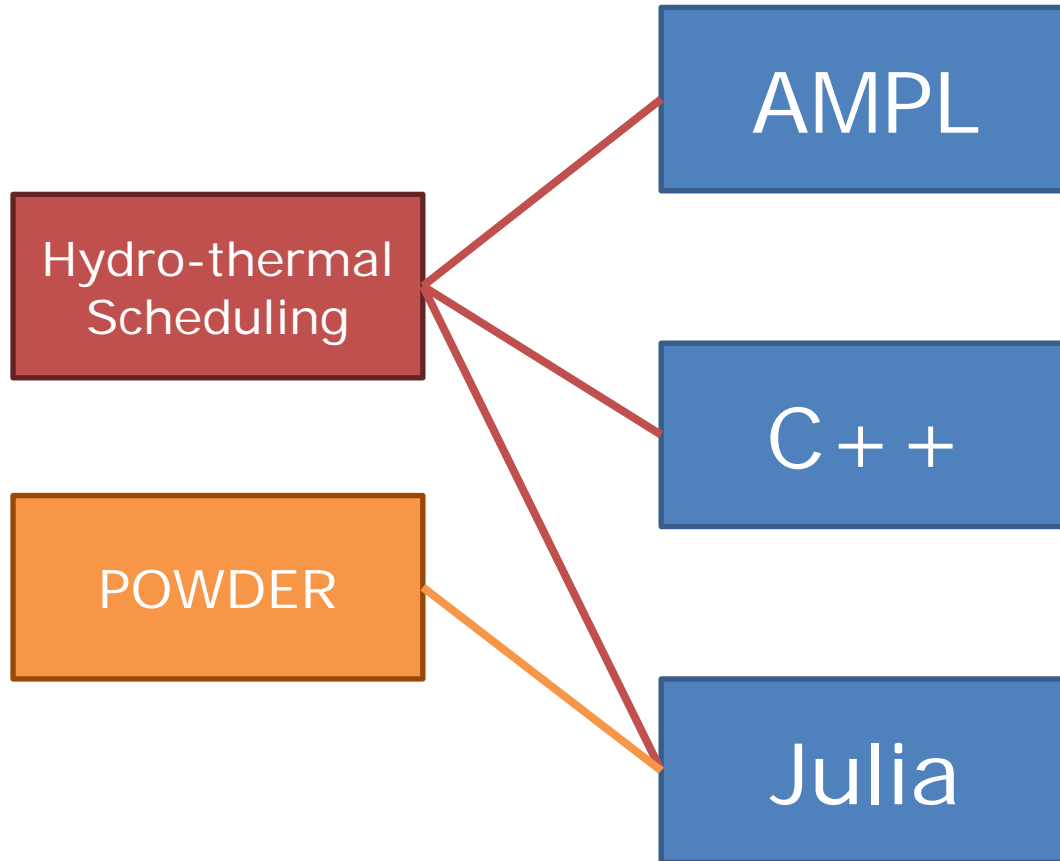 AMPL
Hydro-thermal
Scheduling
C++
POWDER
Julia